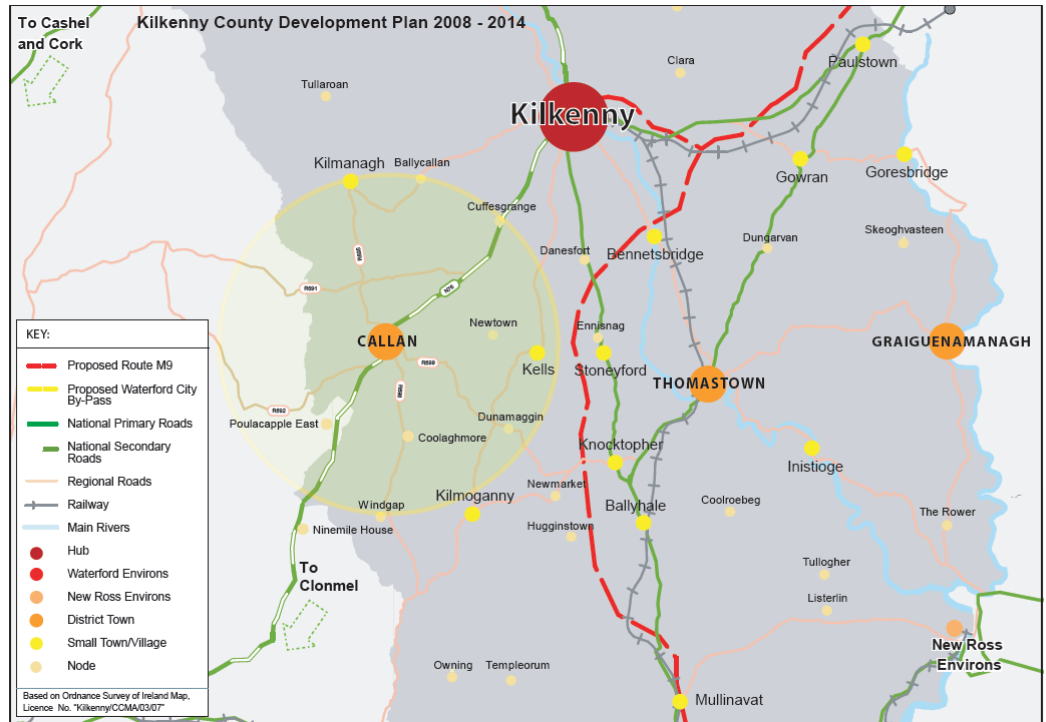 To Cashel
and Cork
Kilkenny County Development Plan 2008 - 2014
Paulstown
Clara
Tullaroan
Kilkenny
Kilmanagh
Ballycallan
Gowran
Goresbridge
Cuffesgrange
Skeoghvasteen
Danesfort
Bennetsbridge
Dungarvan
R691
N76
Newtown
Ennisnag
CALLAN
Kells
Stoneyford
GRAIGUENAMANAGH
R699
THOMASTOWN
R692
Poulacapple East
Dunamaggin
Coolaghmore
Knocktopher
Inistioge
Windgap
Kilmoganny
Newmarket
Coolroebeg
Ballyhale
Ninemile House
Hugginstown
The Rower
To
Clonmel
Tullogher
Listerlin
New Ross
Environs
Owning
Templeorum
Mullinavat
KEY:
Proposed Route M9
Proposed Waterford City
By-Pass
National Primary Roads
National Secondary
Roads
Regional Roads
Railway
Main Rivers
Hub
Waterford Environs
New Ross Environs
District Town
Small Town/Village
Node
Based on Ordnance Survey of Ireland Map,
Licence No. "Kilkenny/CCMA/03/07"